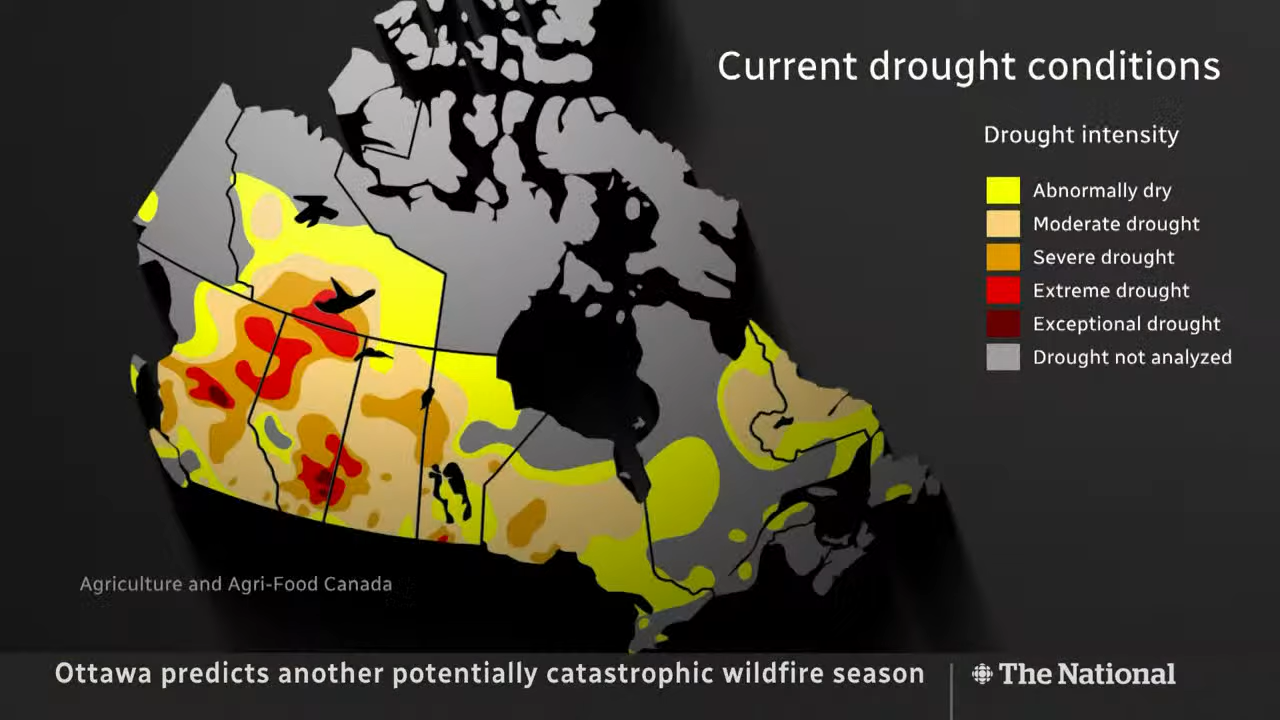 Current drought conditions
Drought intensity
Abnormally dry
Moderate drought
Severe drought
Extreme drought
Exceptional drought
Drought not analyzed
Agriculture and Agri-Food Canada
Ottawa predicts another potentially catastrophic wildfire season
The National